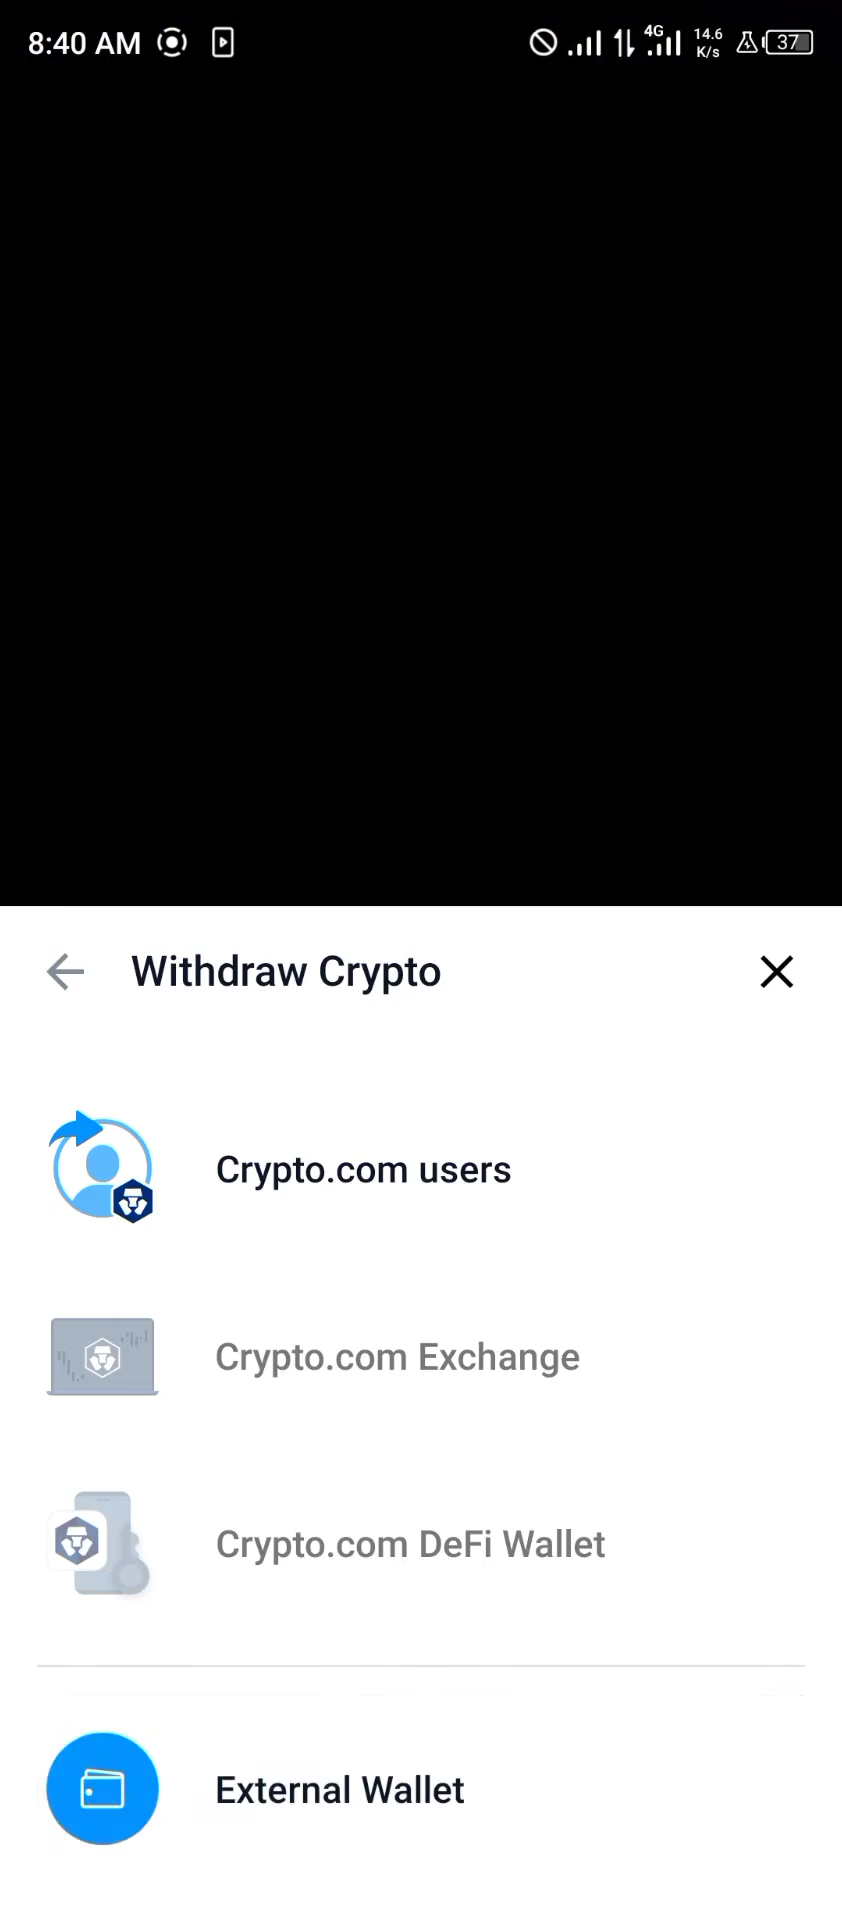 8:40 AM
4G
14.6
K/s
37
Withdraw Crypto
Crypto.com users
Crypto.com Exchange
Crypto.com DeFi Wallet
External Wallet